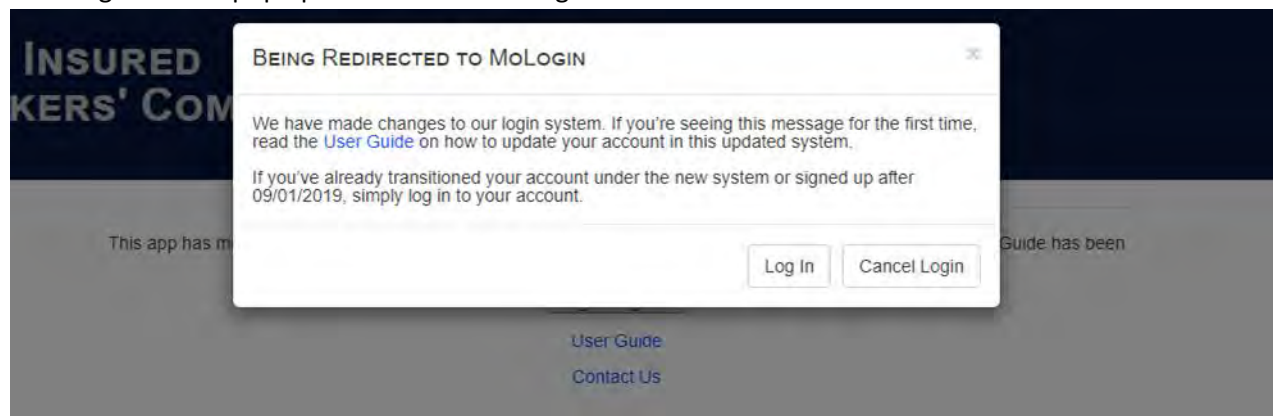 INSURED
KERS' COM
BEING REDIRECTED TO MOLOGIN
×
We have made changes to our login system. If you're seeing this message for the first time,
read the User Guide on how to update your account in this updated system.
If you've already transitioned your account under the new system or signed up after
09/01/2019, simply log in to your account.
This app has m
Guide has been
Log In
Cancel Login
User Guide
Contact Us